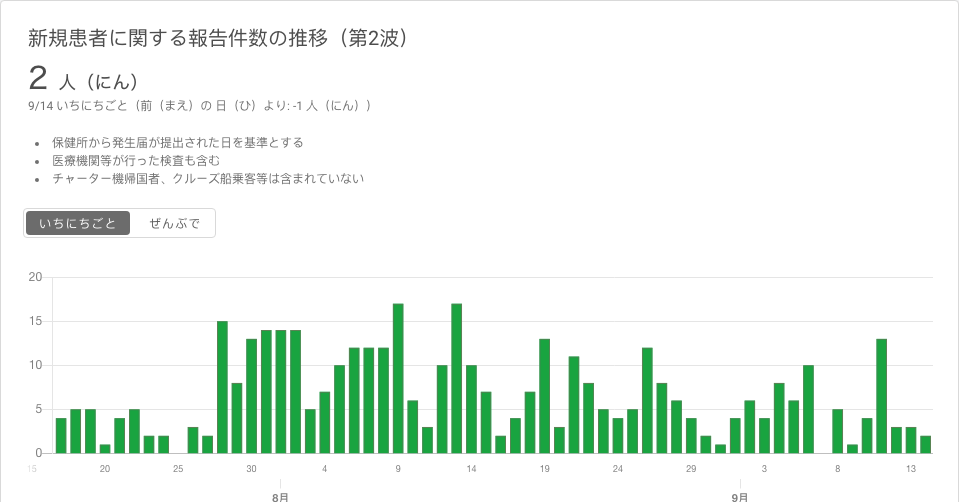 新規患者に関する報告件数の推移（第2波）
2 人（にん）
9/14 いちにちごと（前（まえ）の 日（ひ）より: -1 人（にん））
保健所から発生届が提出された日を基準とする
医療機関等が行った検査も含む
チャーター機帰国者、クルーズ船乗客等は含まれていない
いちにちごと ぜんぶで
20
15
10
5
0
15 20 25 30 4 9 14 19 24 29 3 8 13
8月 9月